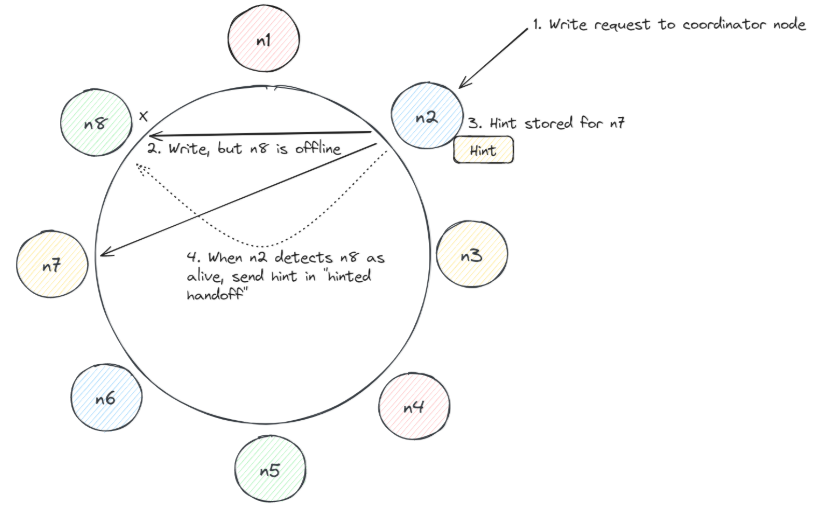 n1
1. Write request to coordinator node
n8
x
n2
3. Hint stored for n7
Hint
2. Write, but n8 is offline
n7
n3
4. When n2 detects n8 as
alive, send hint in "hinted
handoff"
n6
n4
n5